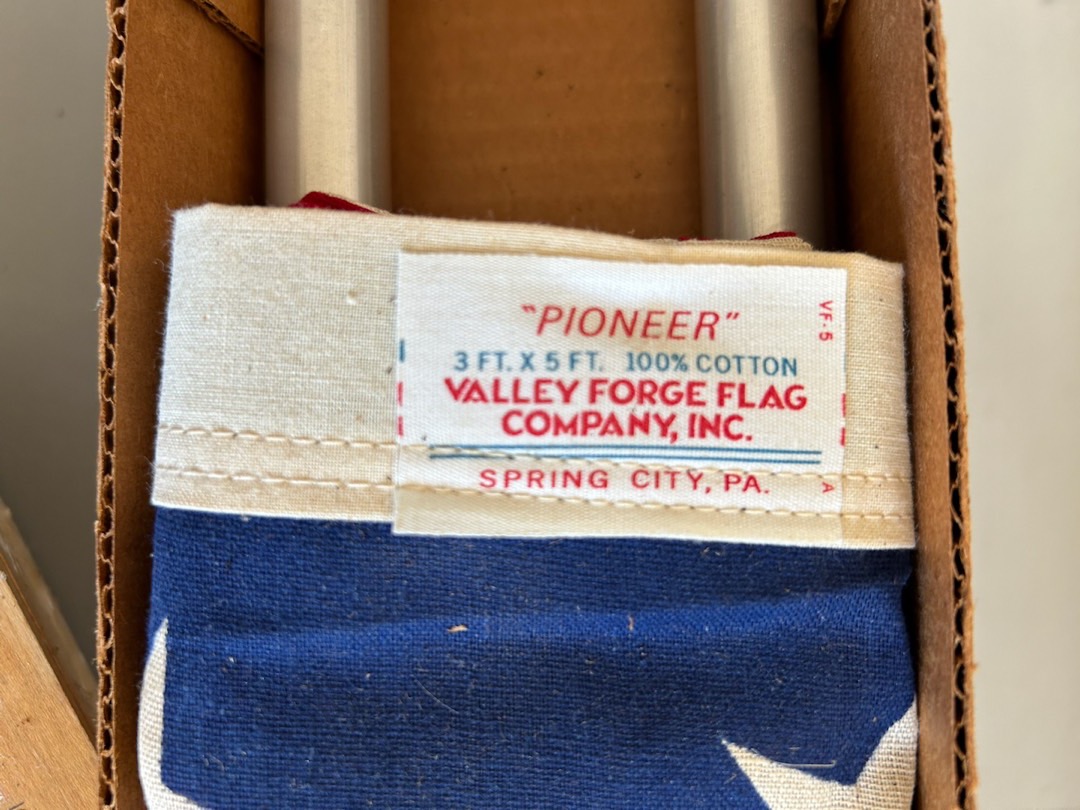 "PIONEER"
VF-5
3 FT. X 5 FT. 100% COTTON
VALLEY FORGE FLAG
COMPANY, INC.
SPRING CITY, PA.
A